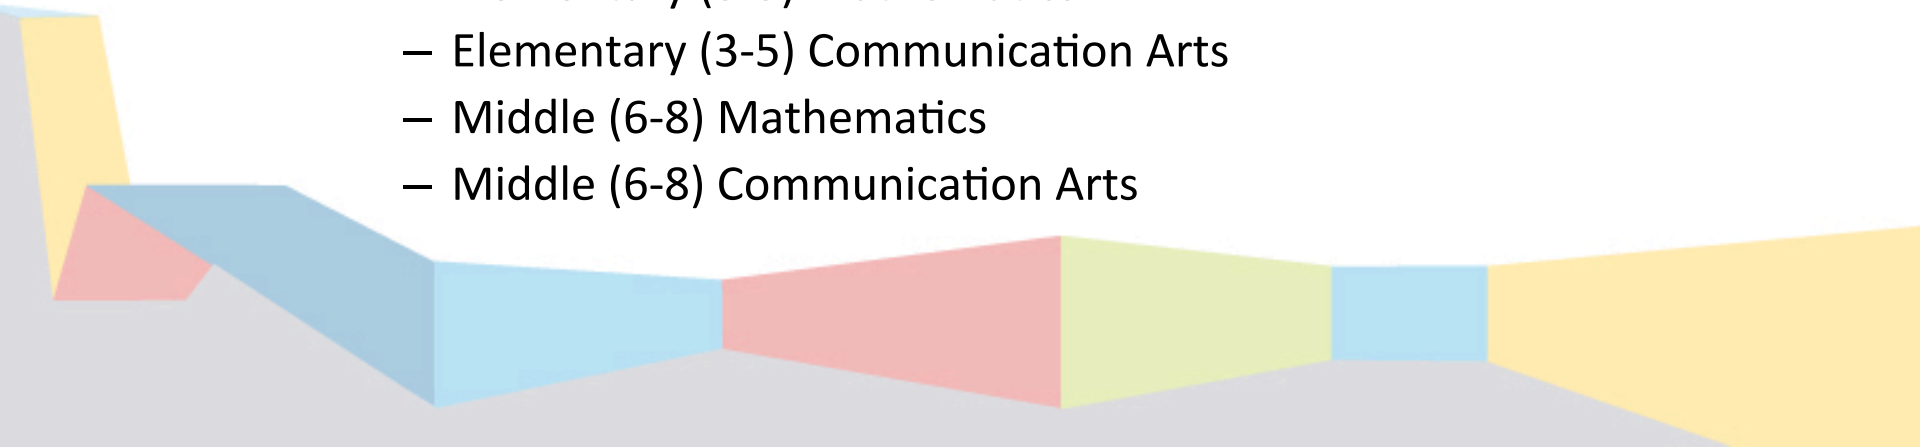 – Elementary (3-5) Communication Arts
– Middle (6-8) Mathematics
– Middle (6-8) Communication Arts